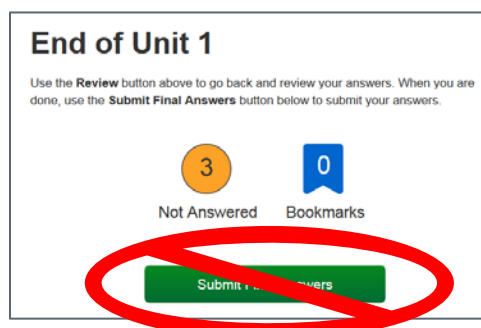 End of Unit 1
Use the Review button above to go back and review your answers. When you are
done, use the Submit Final Answers button below to submit your answers.
3
0
Not Answered
Bookmarks
Submit